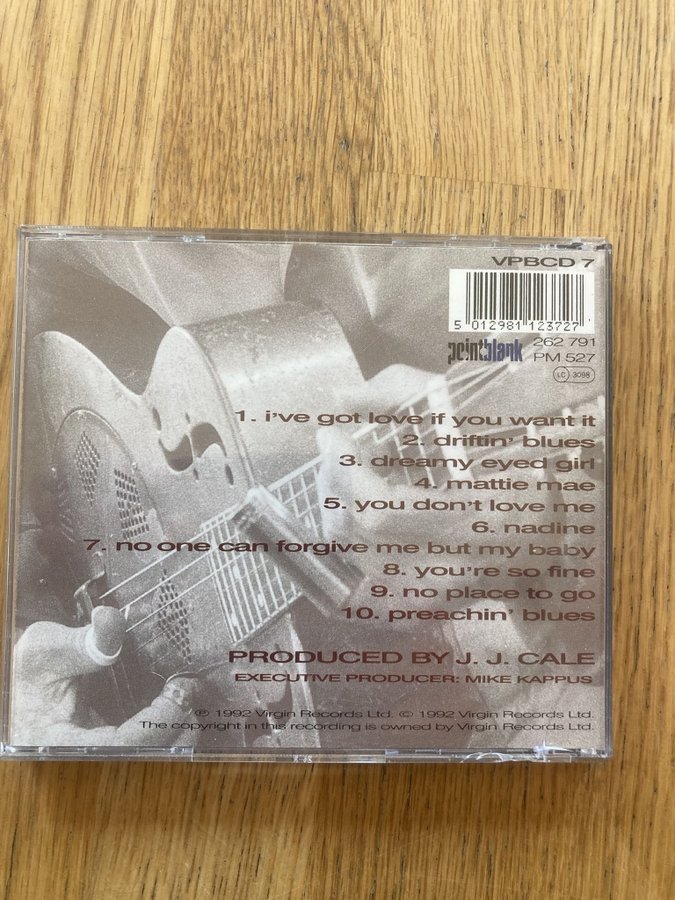 VPBCD 7
5 012981 123727
pointblank
262 791
PM 527
LC 3098
1. i've got love if you want it
2. driftin' blues
3. dreamy eyed girl
4. mattie mae
5. you don't love me
6. nadine
7. no one can forgive me but my baby
8. you're so fine
9. no place to go
10. preachin' blues
PRODUCED BY J. J. CALE
EXECUTIVE PRODUCER: MIKE KAPPUS
℗ 1992 Virgin Records Ltd. © 1992 Virgin Records Ltd.
The copyright in this recording is owned by Virgin Records Ltd.